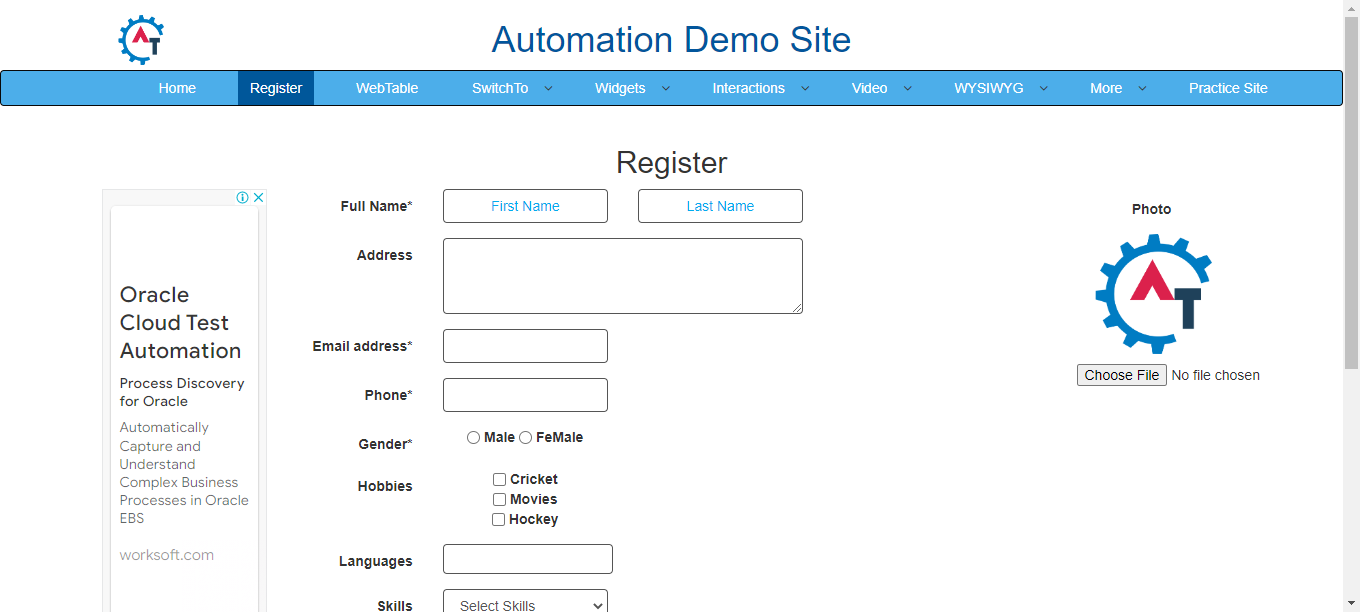 AT
Automation Demo Site
Home Register WebTable SwitchTo Widgets Interactions Video WYSIWYG More Practice Site
Register
Full Name* First Name Last Name
Address
Email address*
Phone*
Gender* Male FeMale
Hobbies Cricket
Movies
Hockey
Languages
Skills Select Skills
Photo
AT
Choose File No file chosen
Oracle
Cloud Test
Automation
Process Discovery
for Oracle
Automatically
Capture and
Understand
Complex Business
Processes in Oracle
EBS
worksoft.com